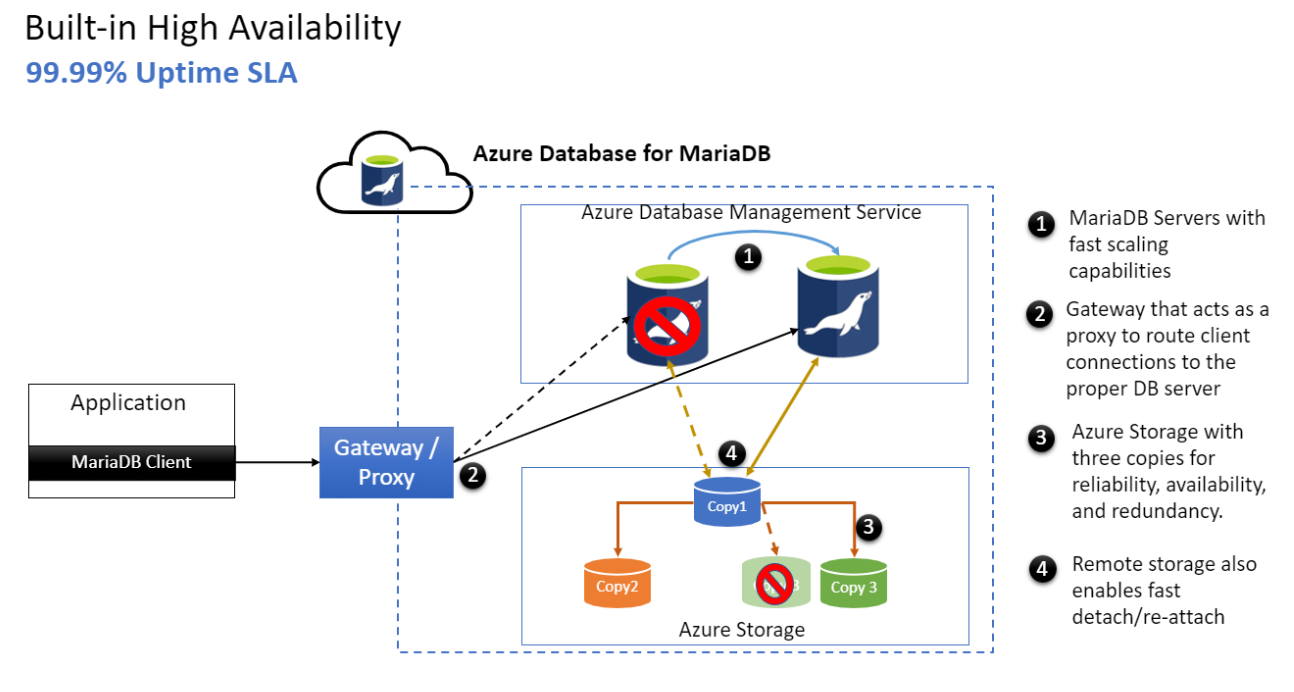 Built-in High Availability
99.99% Uptime SLA
Azure Database for MariaDB
Azure Database Management Service
1
1
MariaDB Servers with
fast scaling
capabilities
2
Gateway that acts as a
proxy to route client
connections to the
proper DB server
Application
MariaDB Client
Gateway /
Proxy
2
4
Copy1
3
Copy2
Copy 3
Azure Storage
3
Azure Storage with
three copies for
reliability, availability,
and redundancy.
4
Remote storage also
enables fast
detach/re-attach